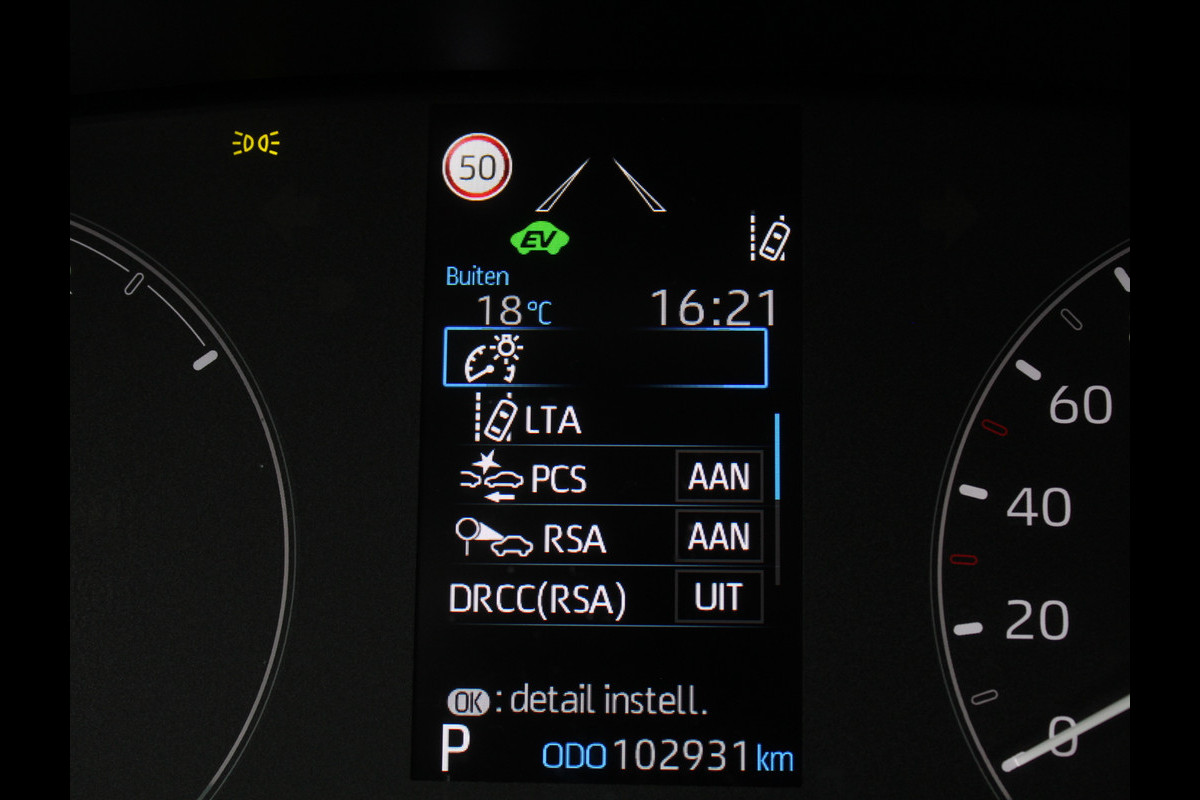 50
EV
Buiten
18°C 16:21
LTA
PCS AAN
RSA AAN
DRCC(RSA) UIT
OK : detail instell.
P ODO 102931 km
60
40
20
0